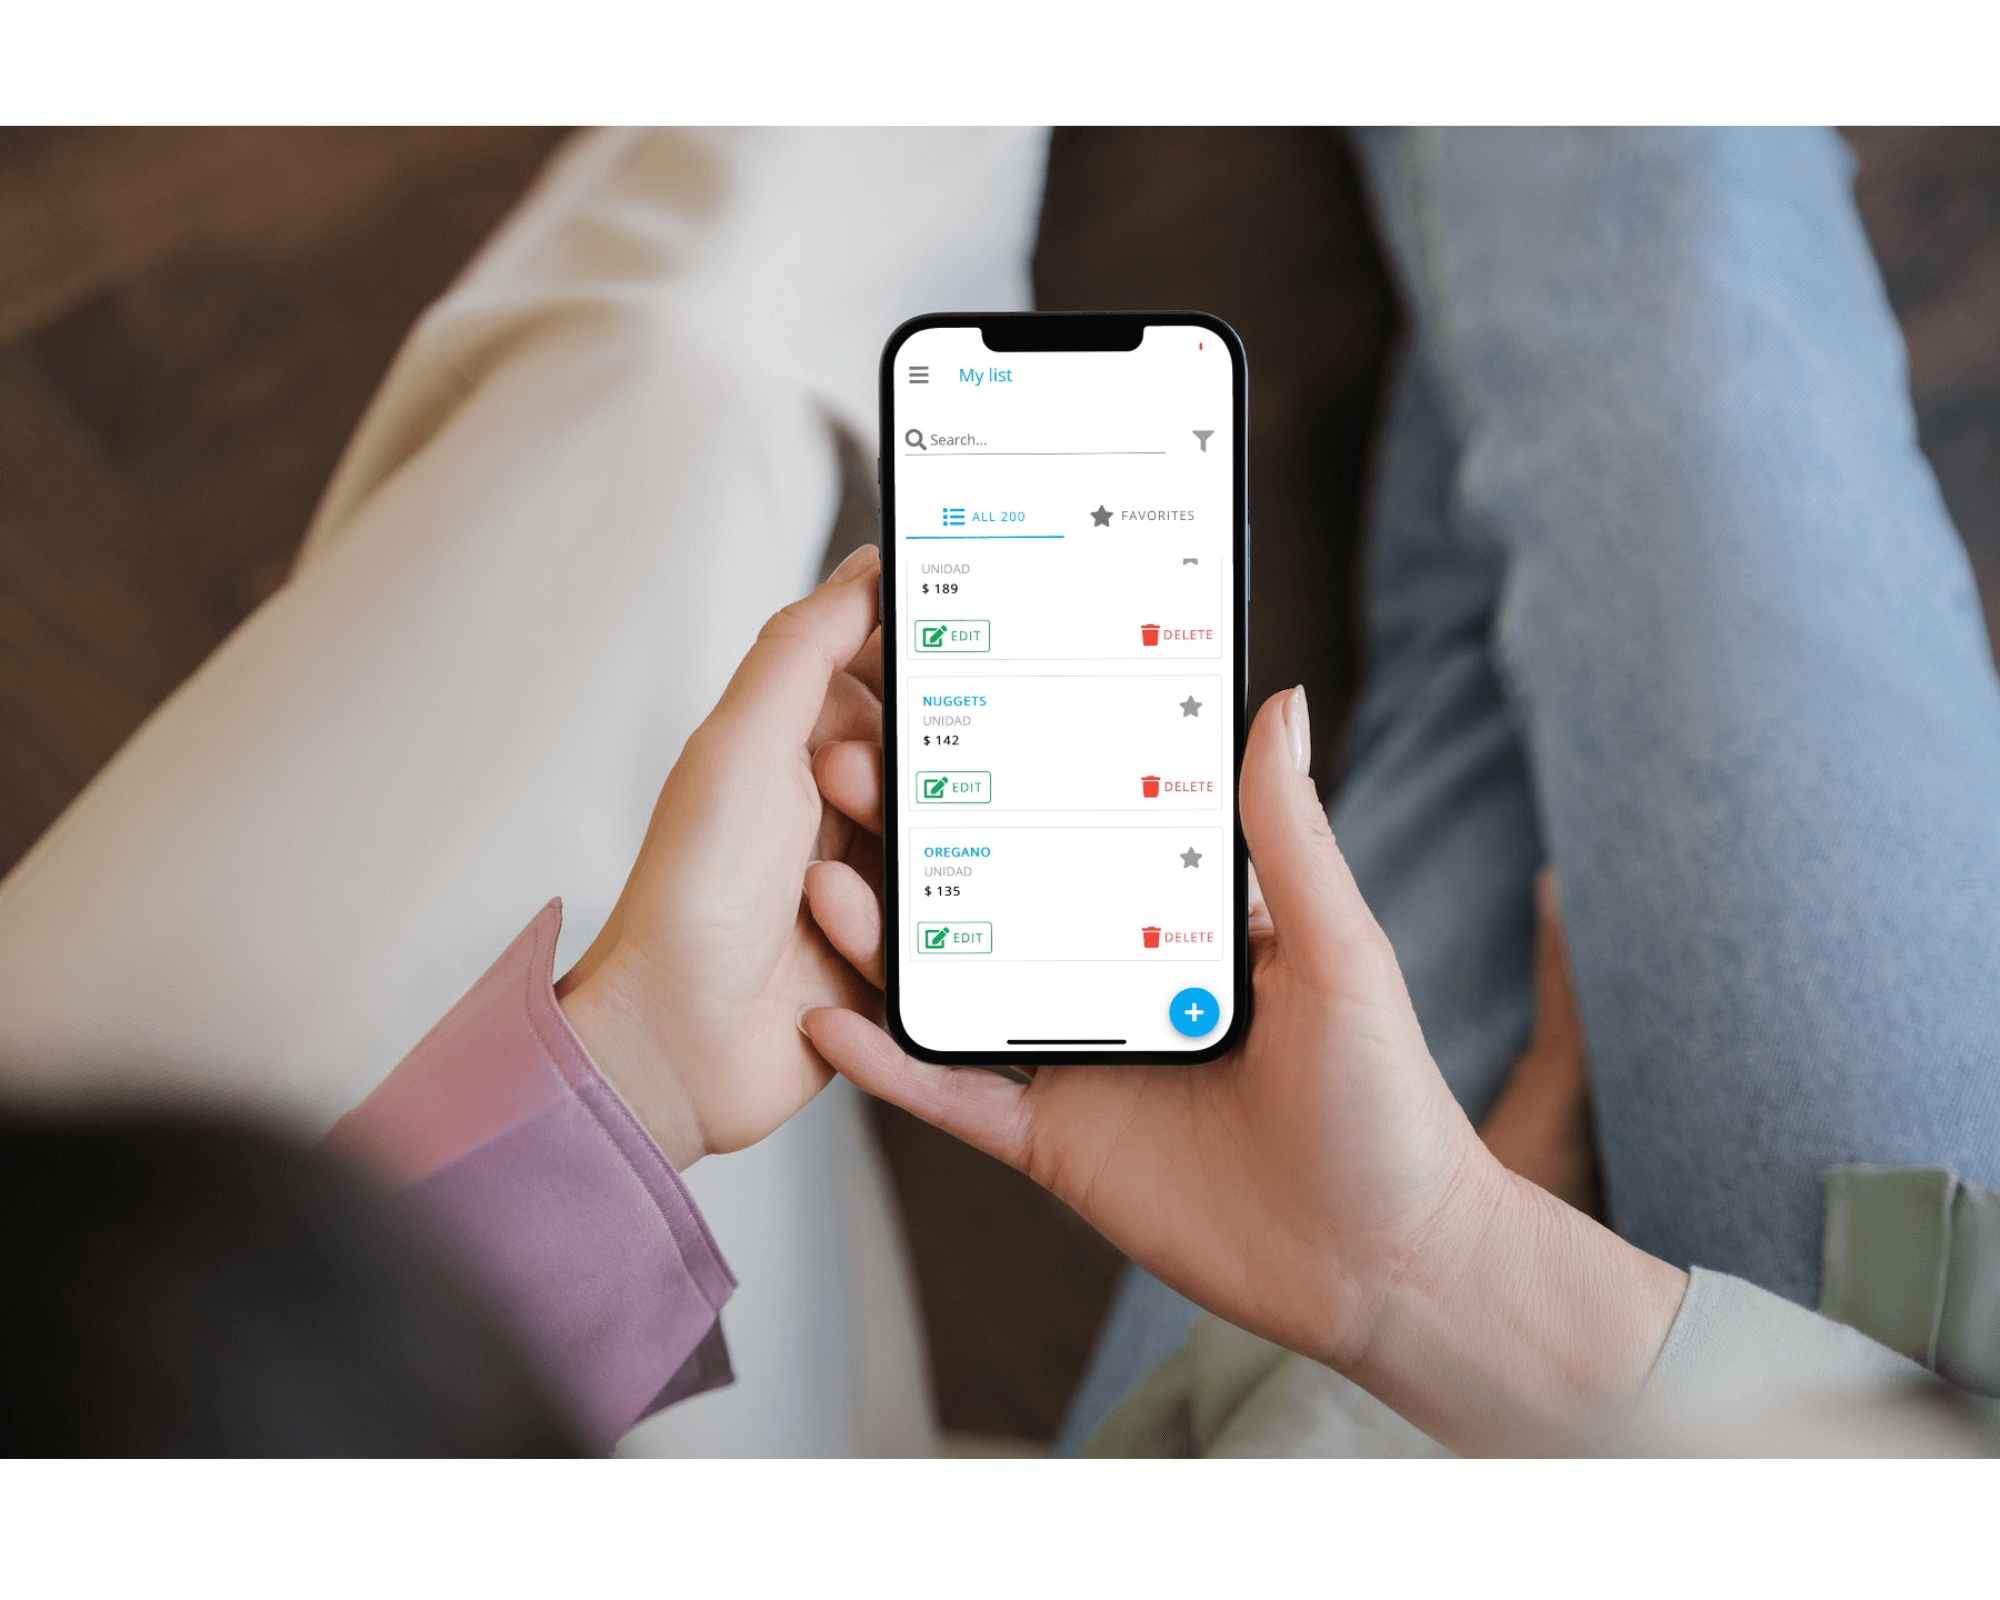 My list
Search...
ALL 200 FAVORITES
UNIDAD
$ 189
EDIT DELETE
NUGGETS
UNIDAD
$ 142
EDIT DELETE
OREGANO
UNIDAD
$ 135
EDIT DELETE